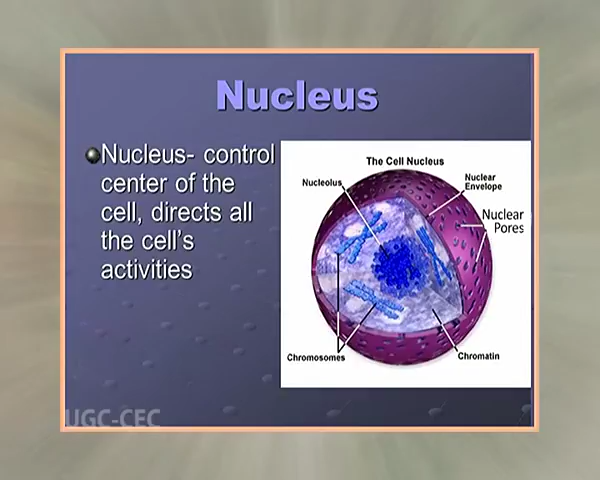 Nucleus
Nucleus- control
center of the
cell, directs all
the cell's
activities
The Cell Nucleus
Nucleolus
Nuclear
Envelope
Nuclear
Pores
Chromosomes
Chromatin
UGC-CEC